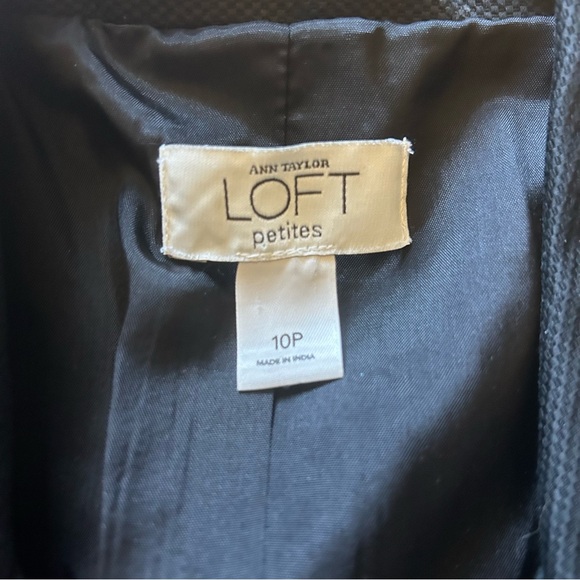 ANN TAYLOR
LOFT
petites
10P
MADE IN INDIA